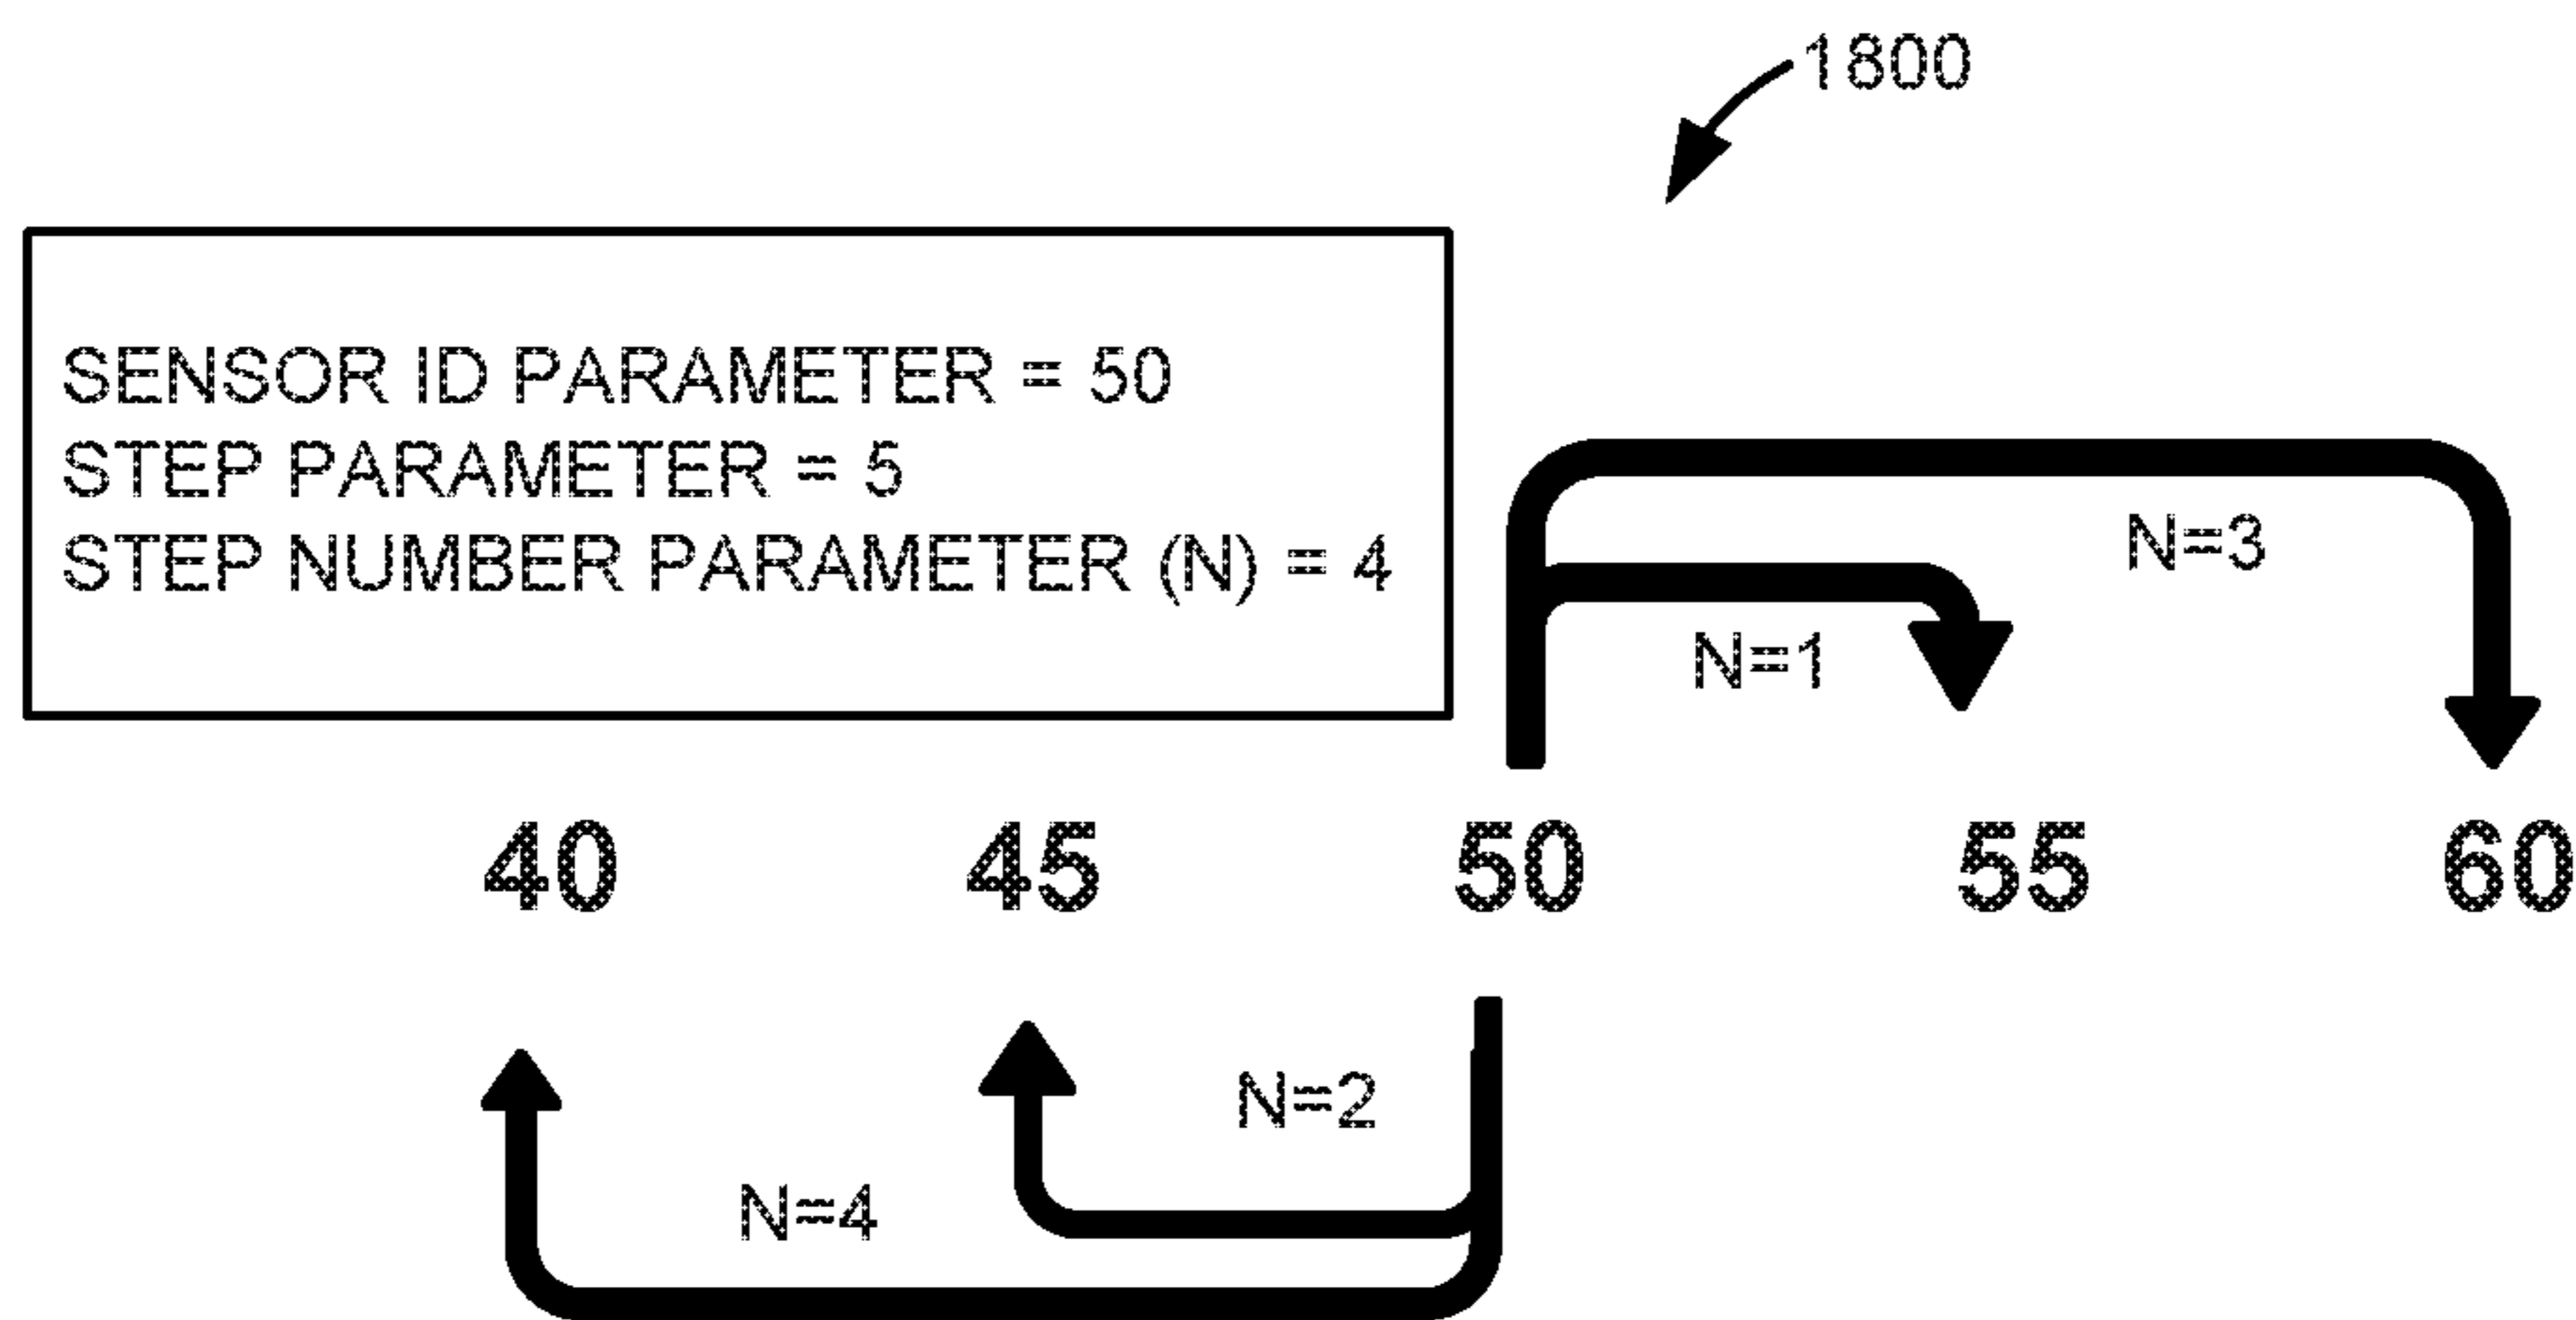 1800
SENSOR ID PARAMETER = 50
STEP PARAMETER = 5
STEP NUMBER PARAMETER (N) = 4
N=3
N=1
40 45 50 55 60
N=2
N=4